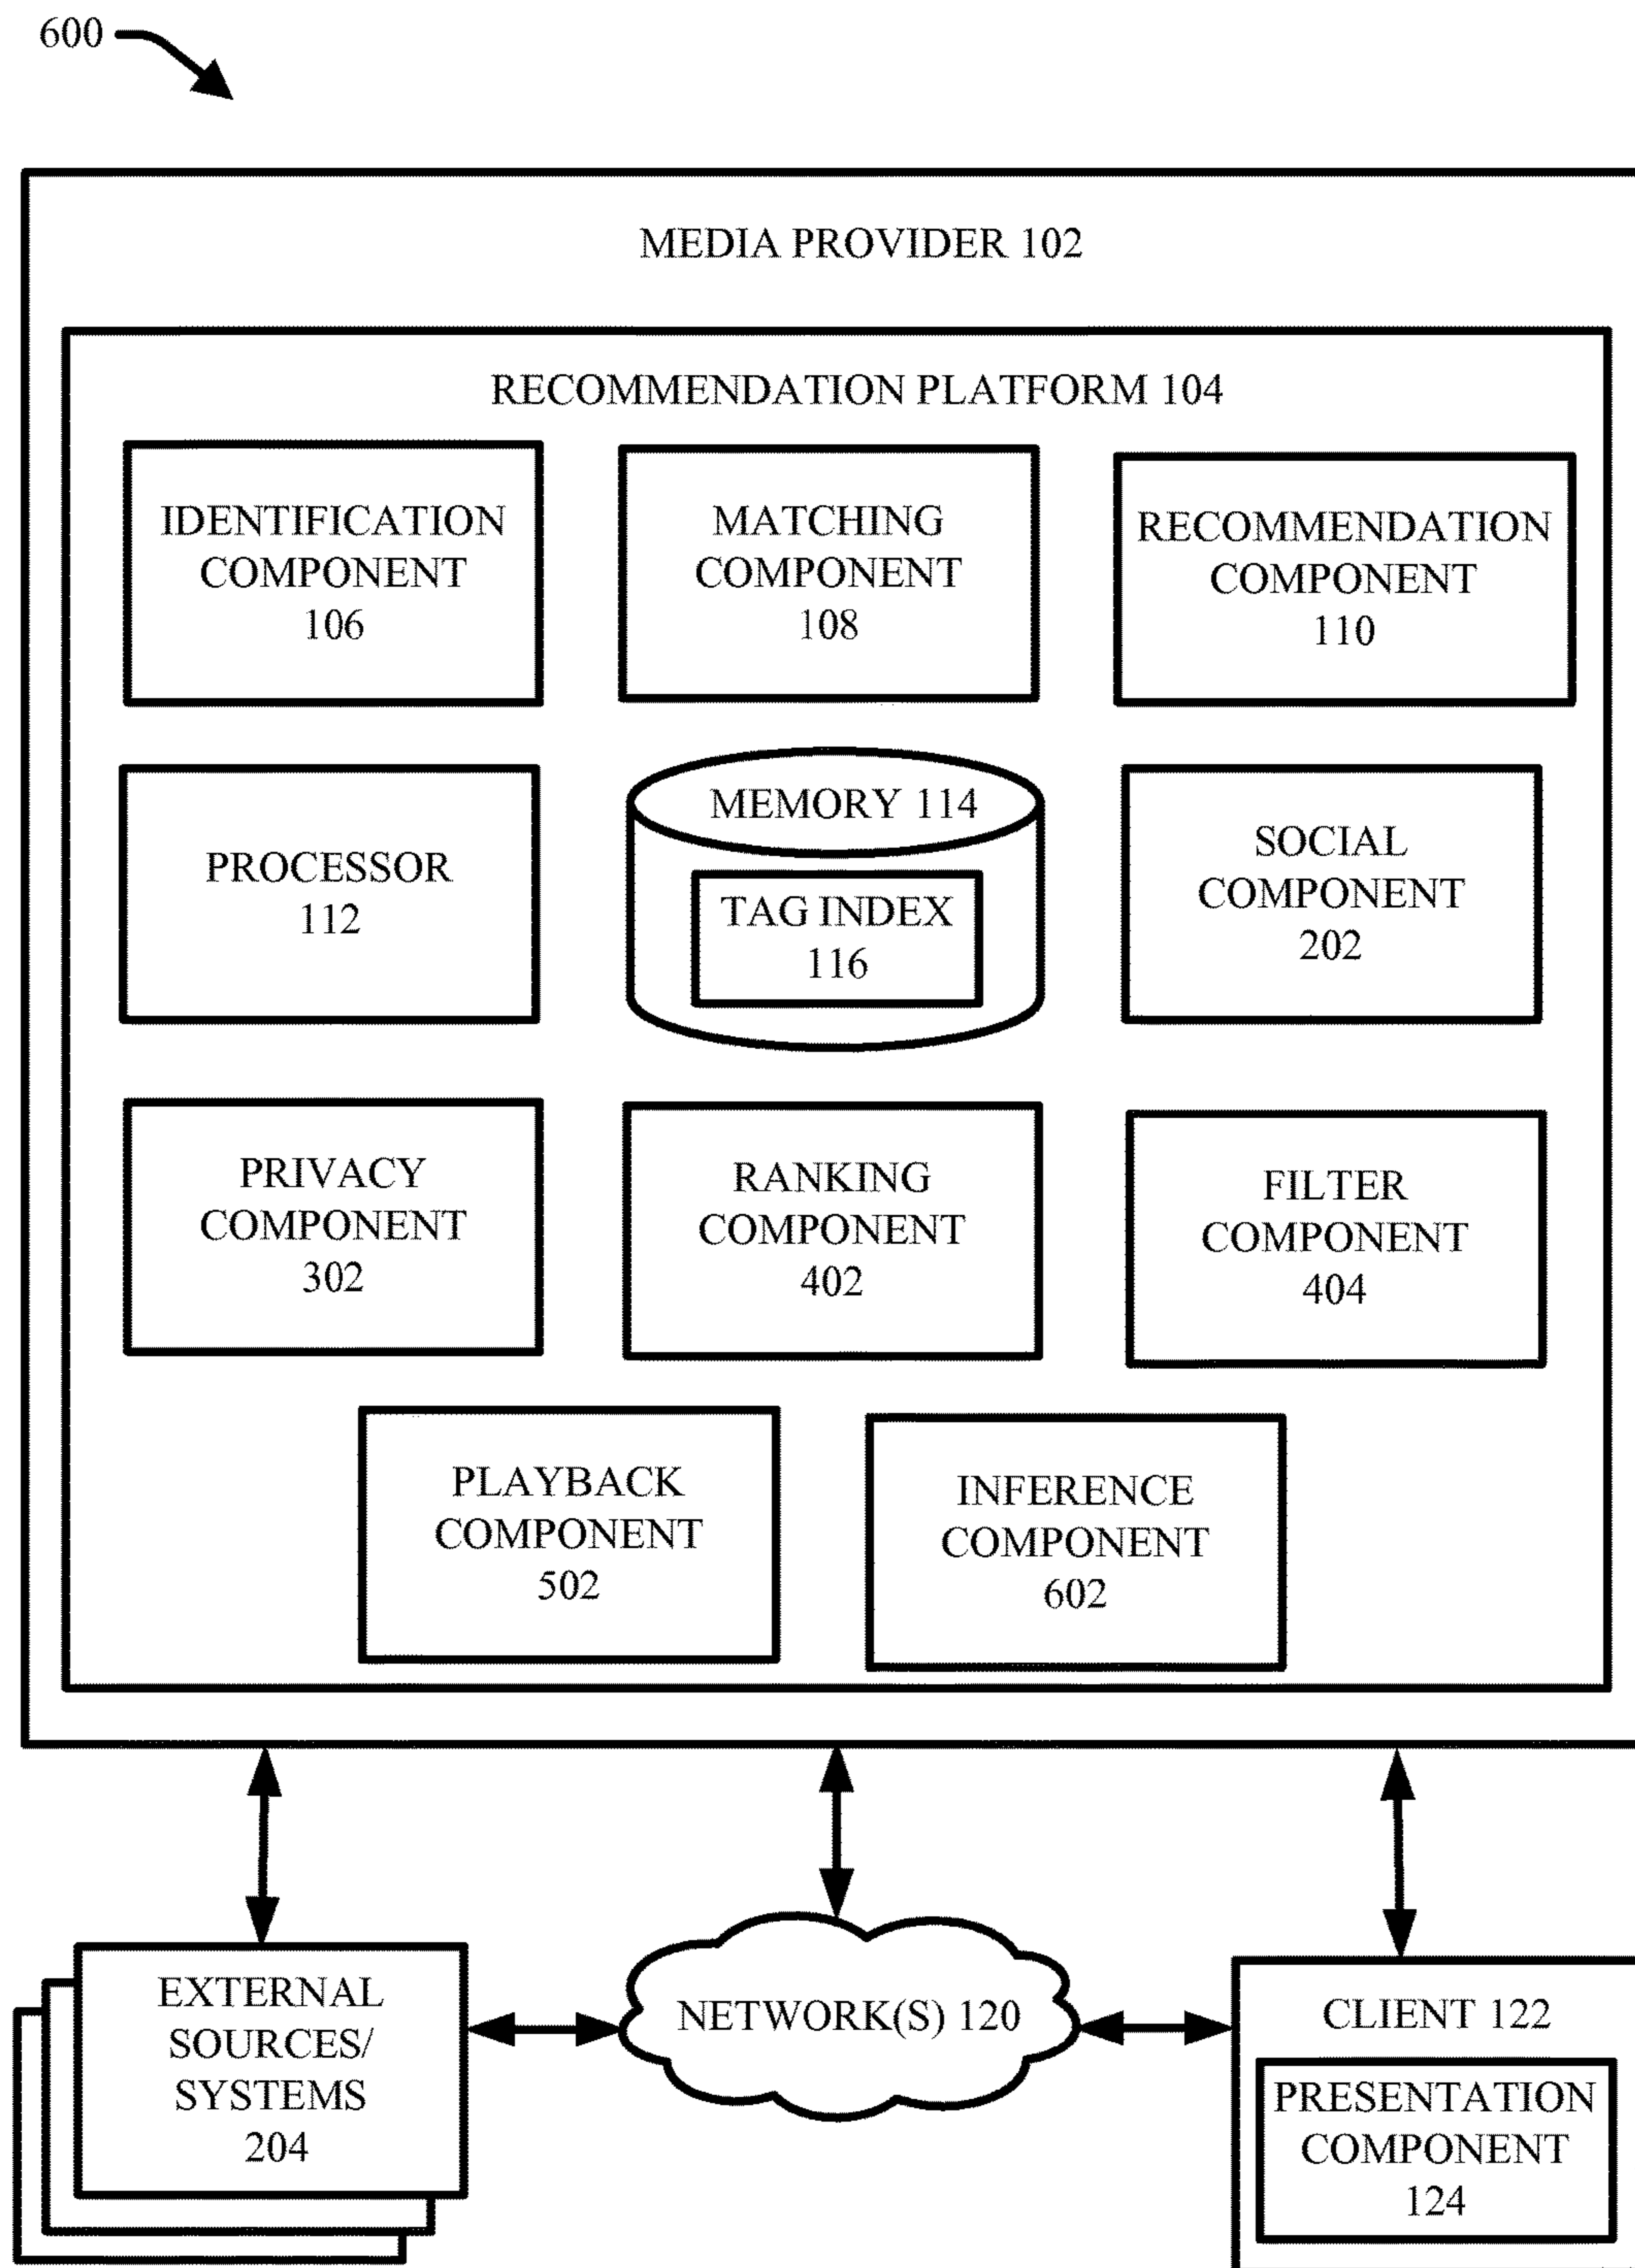 600
MEDIA PROVIDER 102
RECOMMENDATION PLATFORM 104
IDENTIFICATION
COMPONENT
106
MATCHING
COMPONENT
108
RECOMMENDATION
COMPONENT
110
PROCESSOR
112
MEMORY 114
TAG INDEX
116
SOCIAL
COMPONENT
202
PRIVACY
COMPONENT
302
RANKING
COMPONENT
402
FILTER
COMPONENT
404
PLAYBACK
COMPONENT
502
INFERENCE
COMPONENT
602
EXTERNAL
SOURCES/
SYSTEMS
204
NETWORK(S) 120
CLIENT 122
PRESENTATION
COMPONENT
124